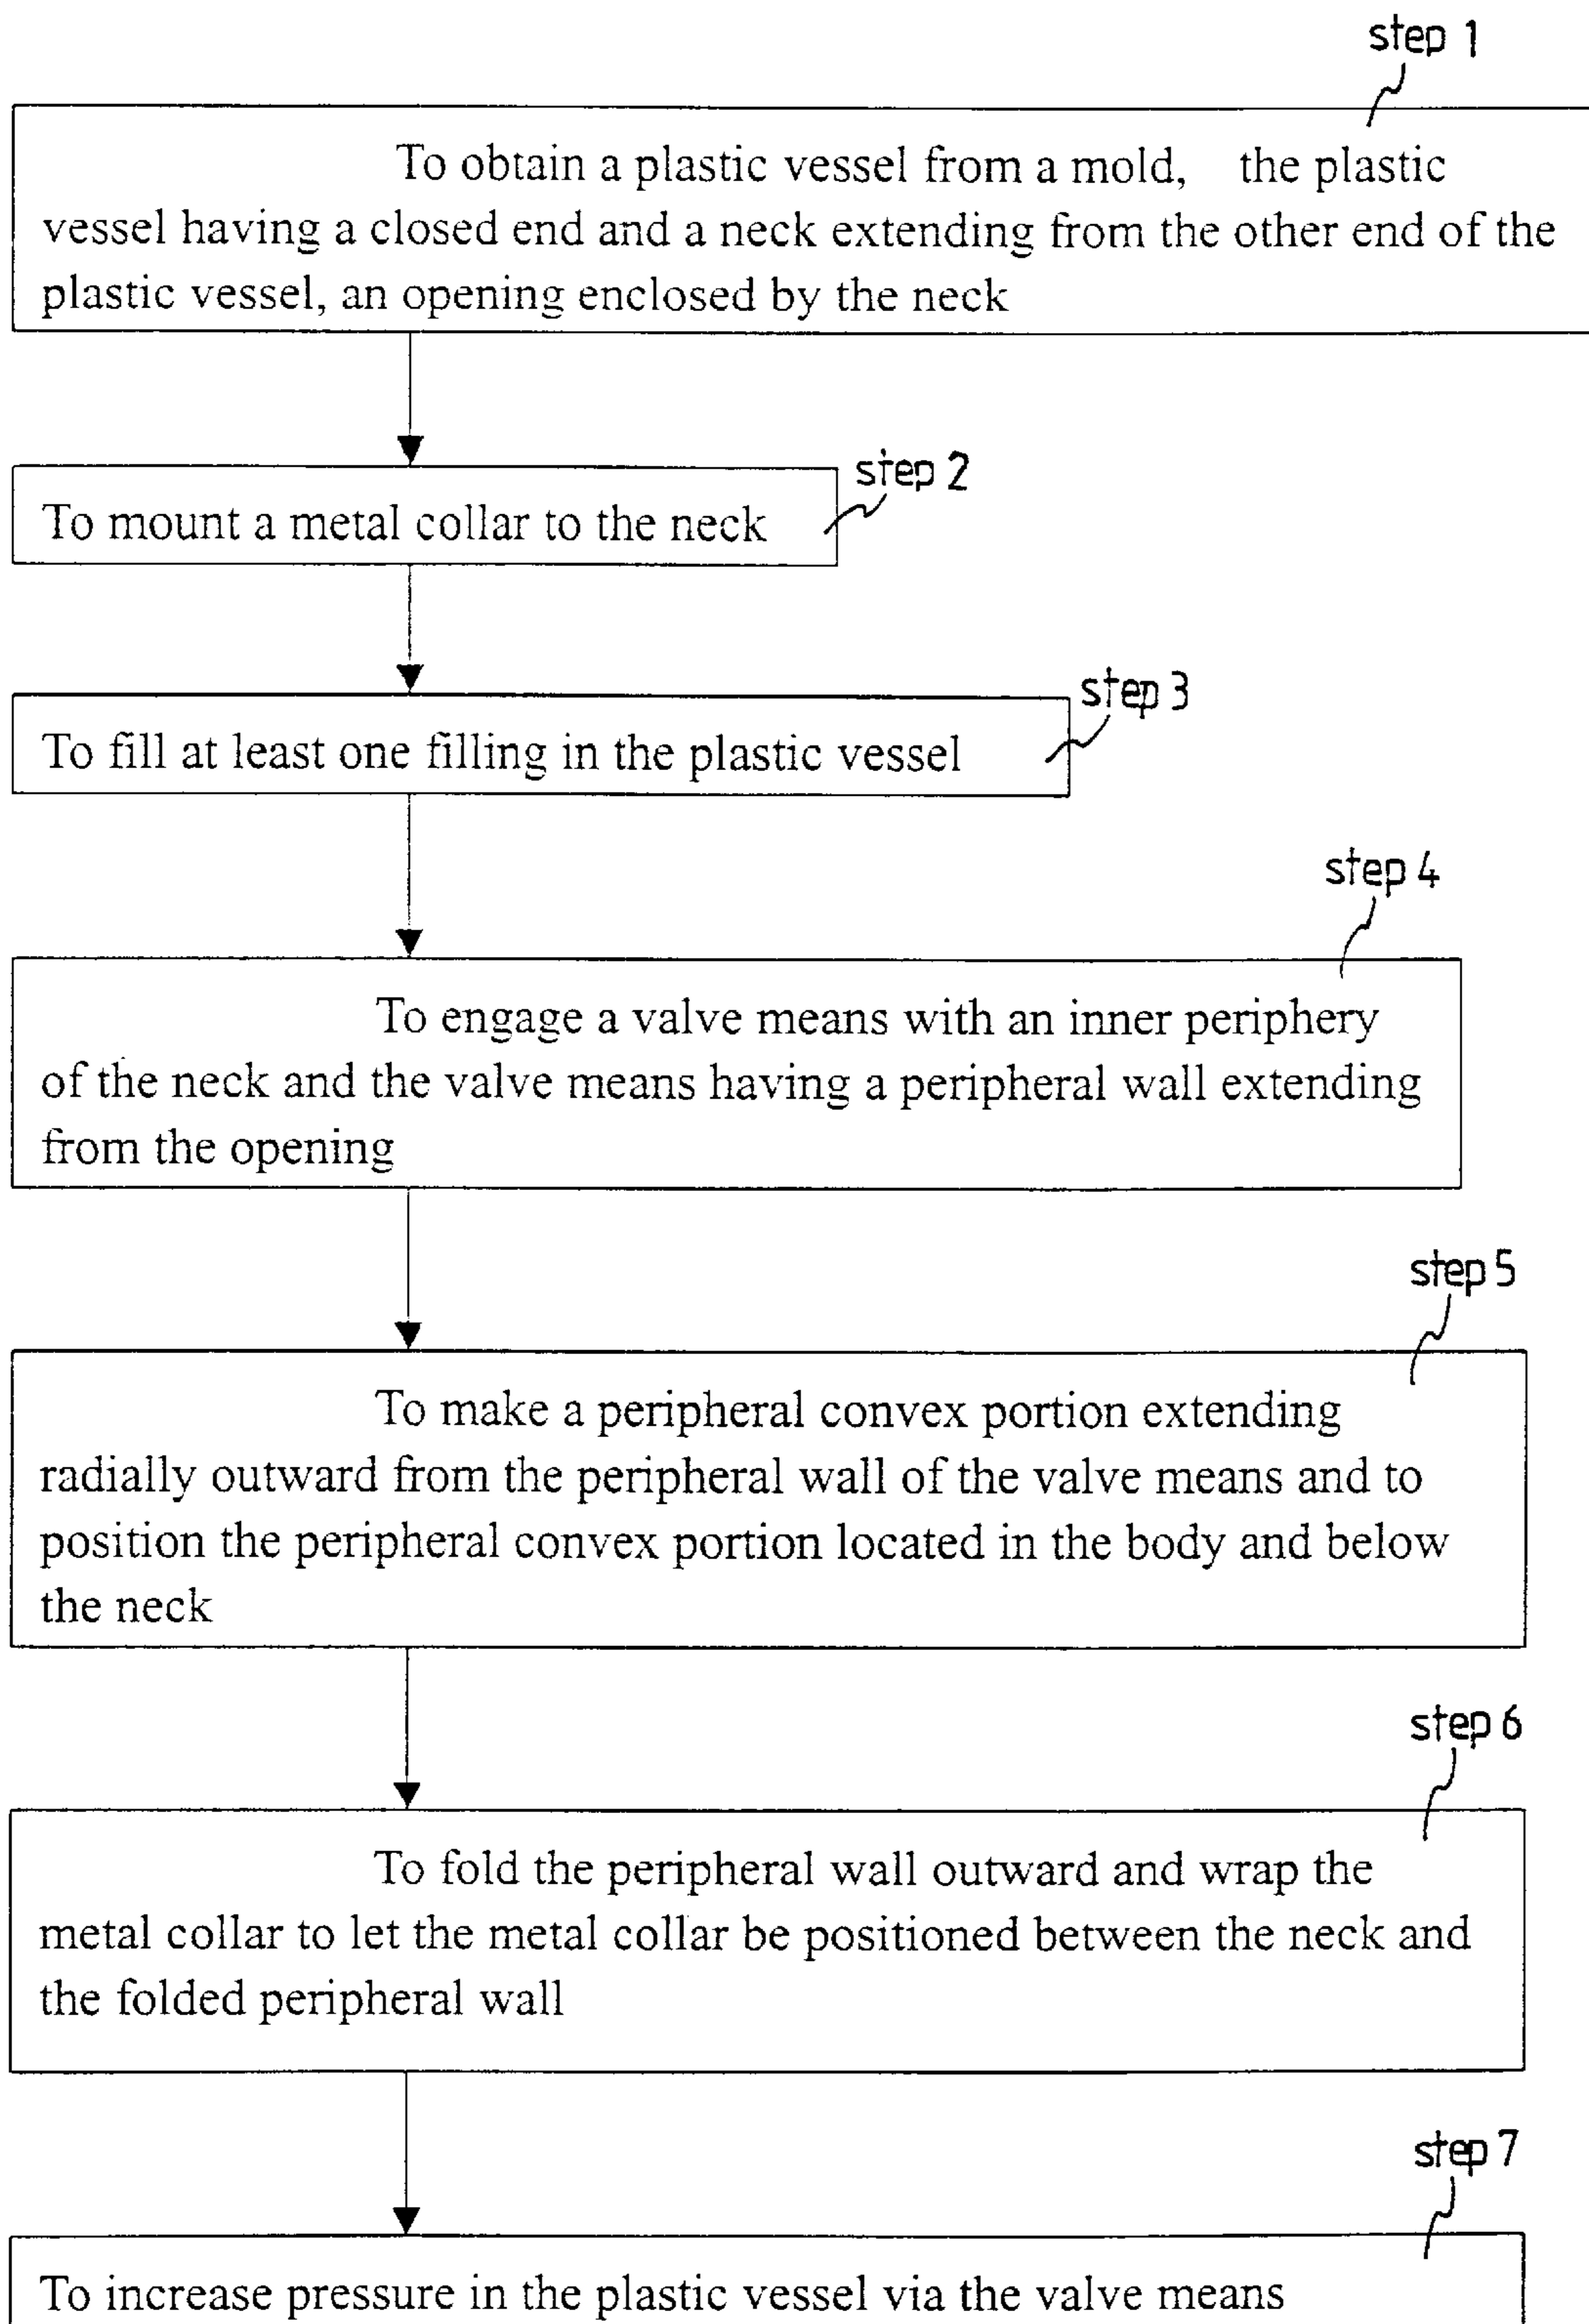 step 1
To obtain a plastic vessel from a mold, the plastic
vessel having a closed end and a neck extending from the other end of the
plastic vessel, an opening enclosed by the neck
step 2
To mount a metal collar to the neck
step 3
To fill at least one filling in the plastic vessel
step 4
To engage a valve means with an inner periphery
of the neck and the valve means having a peripheral wall extending
from the opening
step 5
To make a peripheral convex portion extending
radially outward from the peripheral wall of the valve means and to
position the peripheral convex portion located in the body and below
the neck
step 6
To fold the peripheral wall outward and wrap the
metal collar to let the metal collar be positioned between the neck and
the folded peripheral wall
step 7
To increase pressure in the plastic vessel via the valve means